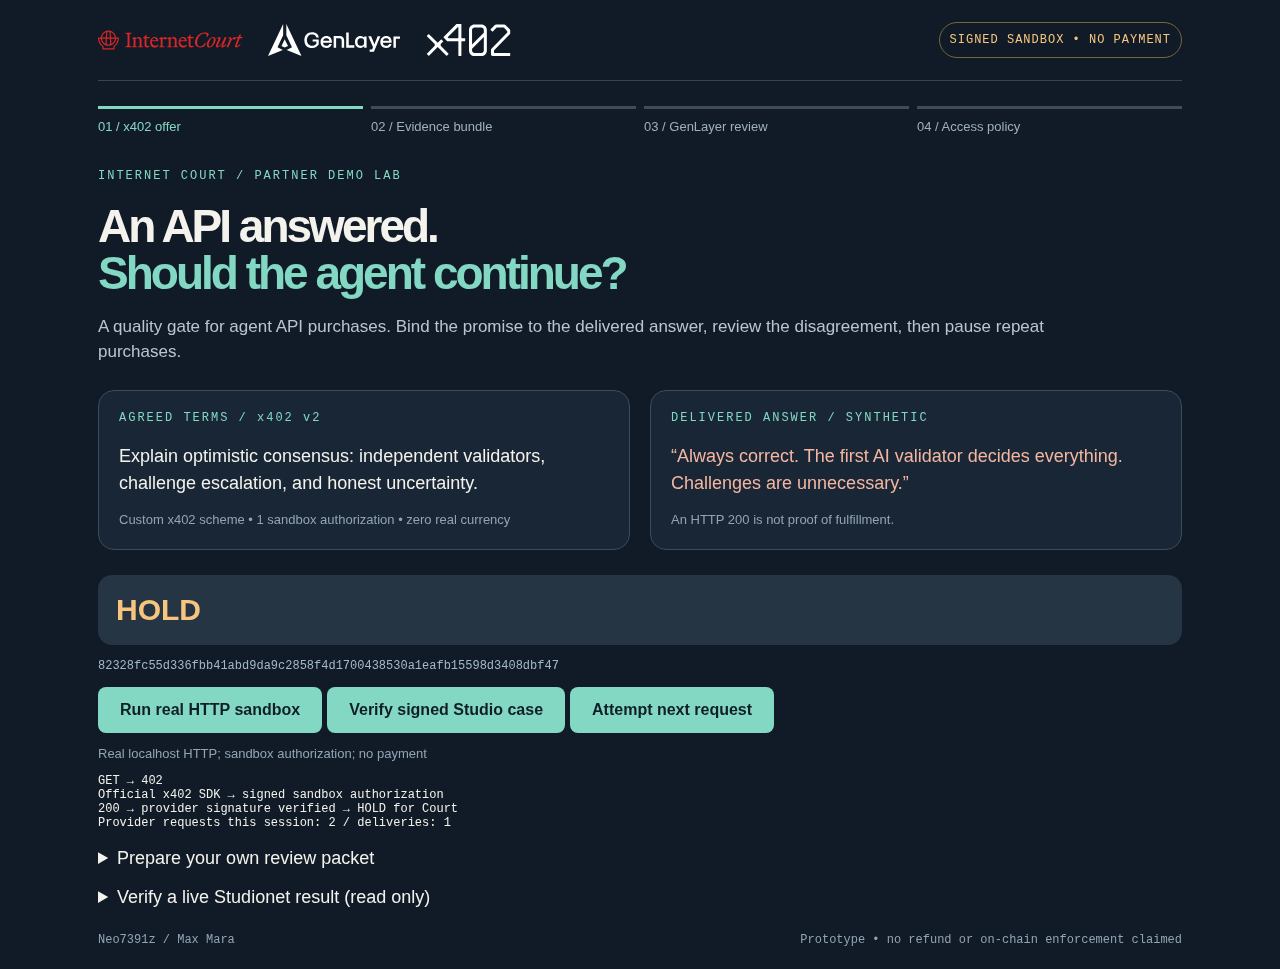 InternetCourt GenLayer x402 SIGNED SANDBOX • NO PAYMENT
01 / x402 offer 02 / Evidence bundle 03 / GenLayer review 04 / Access policy
INTERNET COURT / PARTNER DEMO LAB
An API answered.
Should the agent continue?
A quality gate for agent API purchases. Bind the promise to the delivered answer, review the disagreement, then pause repeat
purchases.
AGREED TERMS / x402 v2
Explain optimistic consensus: independent validators,
challenge escalation, and honest uncertainty.
Custom x402 scheme • 1 sandbox authorization • zero real currency
DELIVERED ANSWER / SYNTHETIC
“Always correct. The first AI validator decides everything.
Challenges are unnecessary.”
An HTTP 200 is not proof of fulfillment.
HOLD
82328fc55d336fbb41abd9da9c2858f4d1700438530a1eafb15598d3408dbf47
Run real HTTP sandbox Verify signed Studio case Attempt next request
Real localhost HTTP; sandbox authorization; no payment
GET → 402
Official x402 SDK → signed sandbox authorization
200 → provider signature verified → HOLD for Court
Provider requests this session: 2 / deliveries: 1
▶ Prepare your own review packet
▶ Verify a live Studionet result (read only)
Neo7391z / Max Mara Prototype • no refund or on-chain enforcement claimed